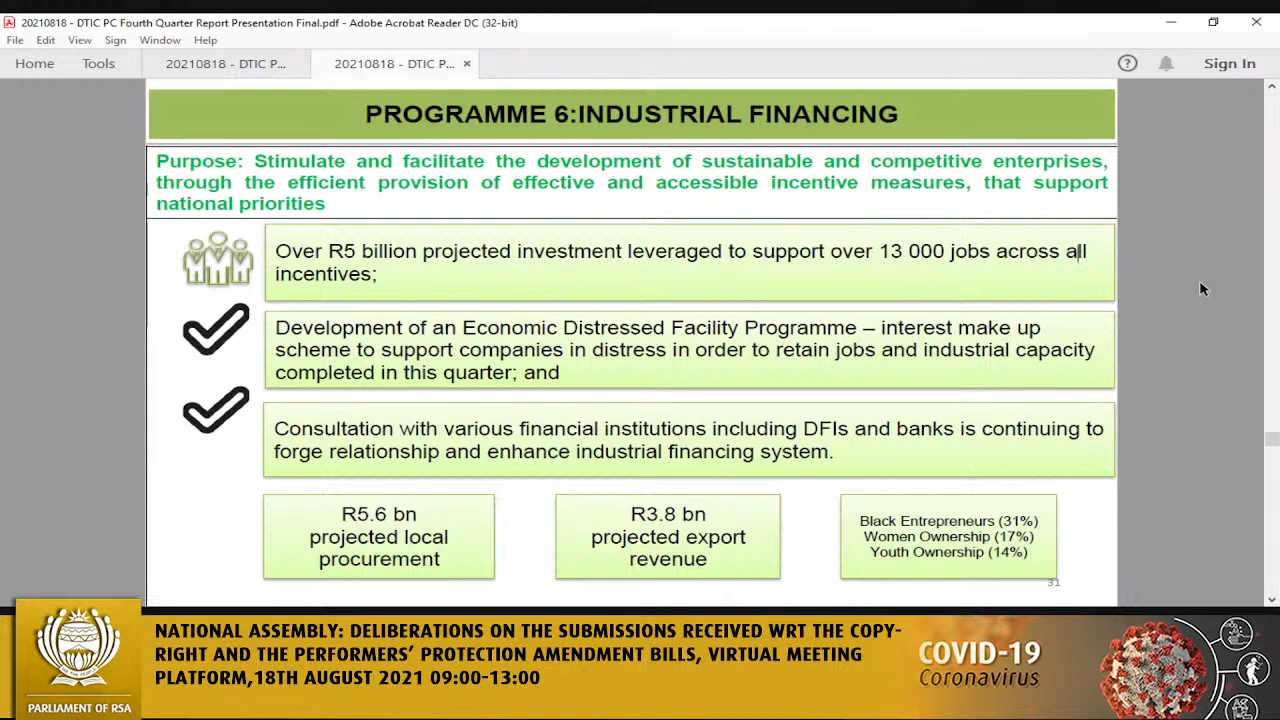 20210818 - DTIC PC Fourth Quarter Report Presentation Final.pdf - Adobe Acrobat Reader DC (32-bit)
File Edit View Sign Window Help
Home Tools 20210818 - DTIC P... 20210818 - DTIC P... × Sign In
PROGRAMME 6:INDUSTRIAL FINANCING
Purpose: Stimulate and facilitate the development of sustainable and competitive enterprises,
through the efficient provision of effective and accessible incentive measures, that support
national priorities
Over R5 billion projected investment leveraged to support over 13 000 jobs across all
incentives;
Development of an Economic Distressed Facility Programme – interest make up
scheme to support companies in distress in order to retain jobs and industrial capacity
completed in this quarter; and
Consultation with various financial institutions including DFIs and banks is continuing to
forge relationship and enhance industrial financing system.
R5.6 bn
projected local
procurement
R3.8 bn
projected export
revenue
Black Entrepreneurs (31%)
Women Ownership (17%)
Youth Ownership (14%)
31
PARLIAMENT OF RSA
NATIONAL ASSEMBLY: DELIBERATIONS ON THE SUBMISSIONS RECEIVED WRT THE COPY-
RIGHT AND THE PERFORMERS' PROTECTION AMENDMENT BILLS, VIRTUAL MEETING
PLATFORM,18TH AUGUST 2021 09:00-13:00
COVID-19
Coronavirus